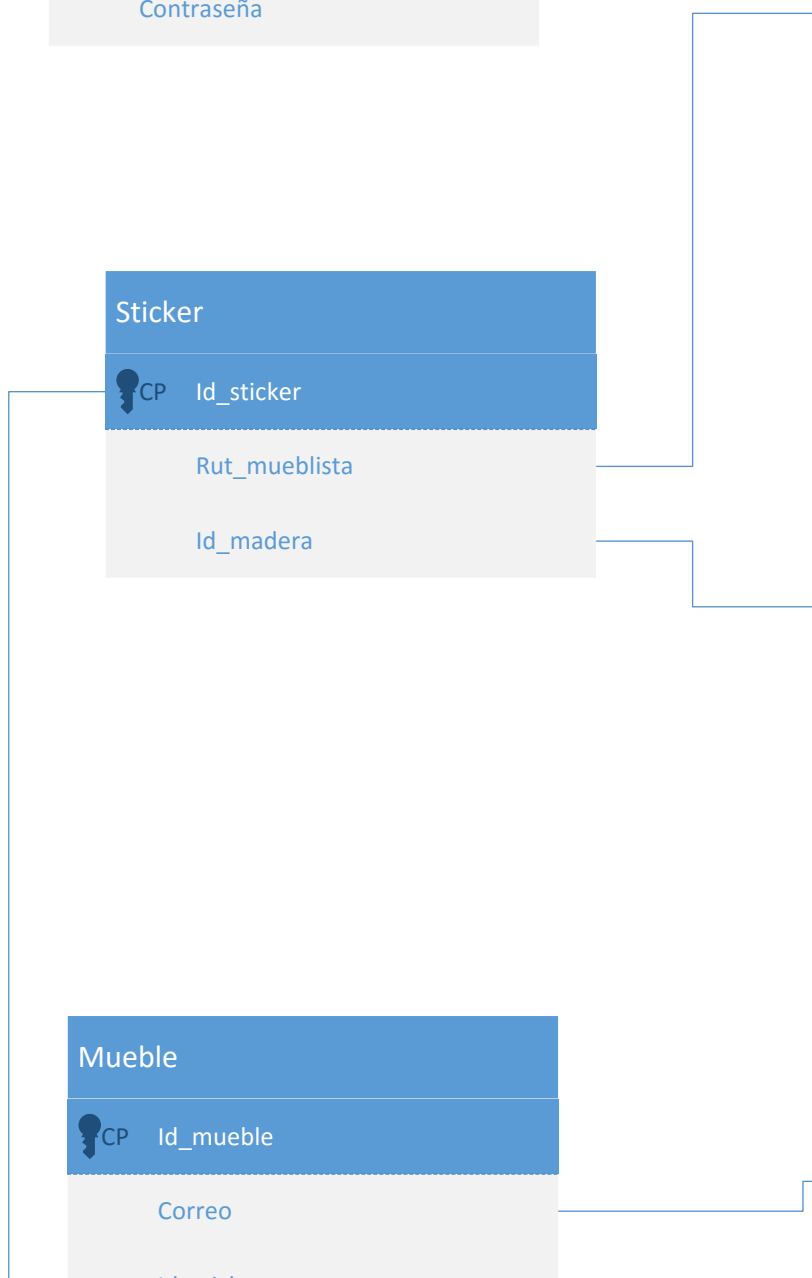 Contraseña
Sticker
CP Id_sticker
Rut_mueblista
Id_madera
Mueble
CP Id_mueble
Correo